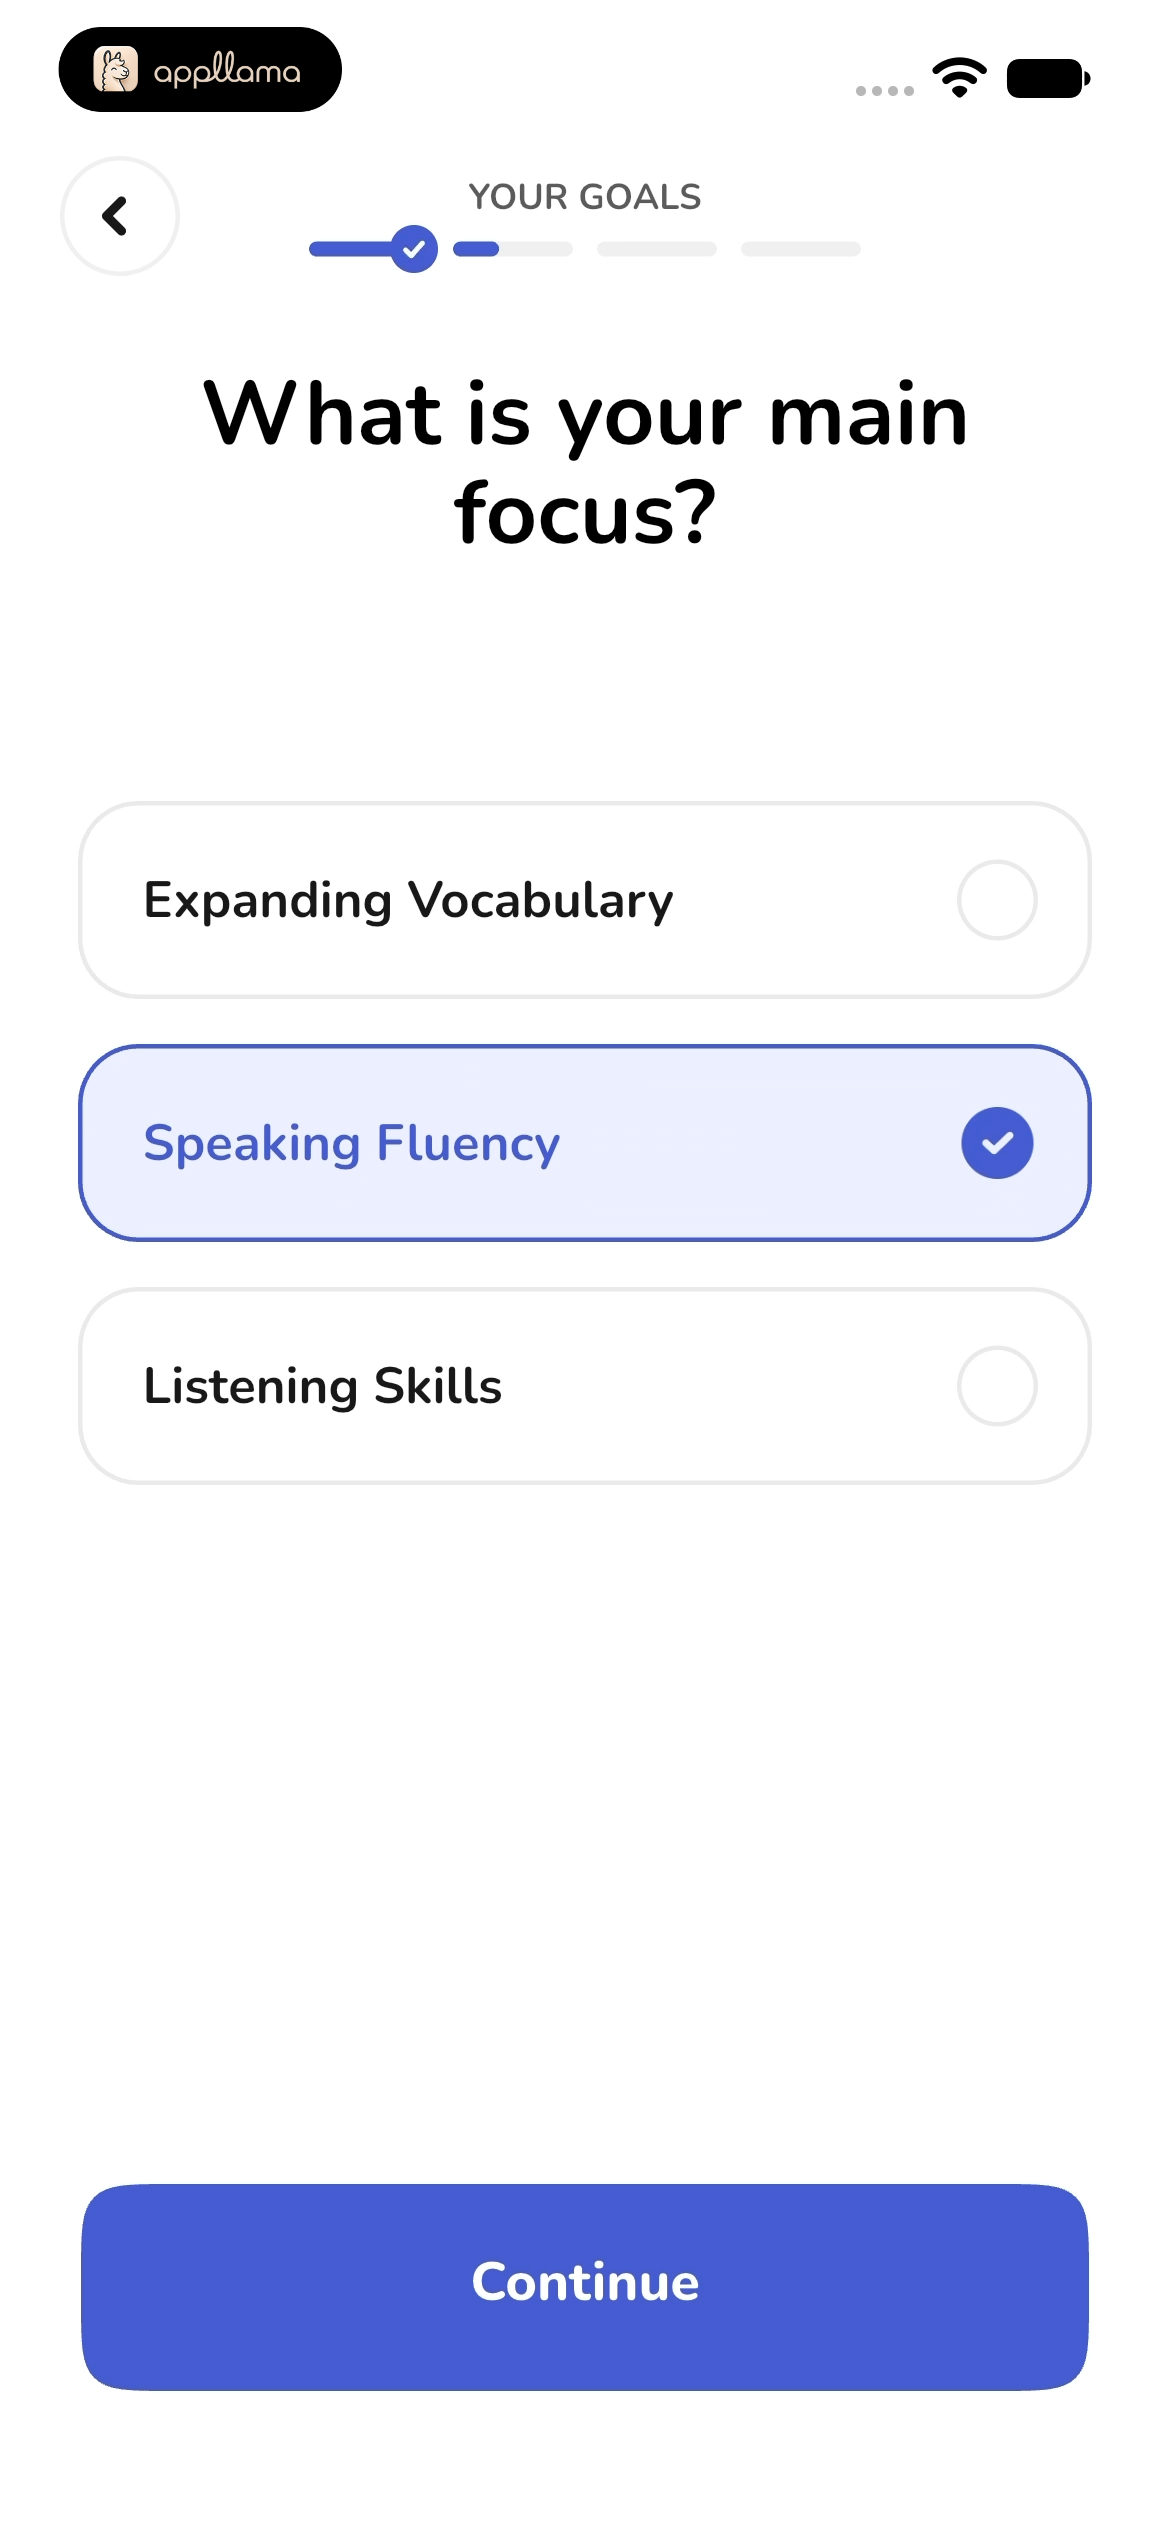 appllama
YOUR GOALS
What is your main
focus?
Expanding Vocabulary
Speaking Fluency
Listening Skills
Continue